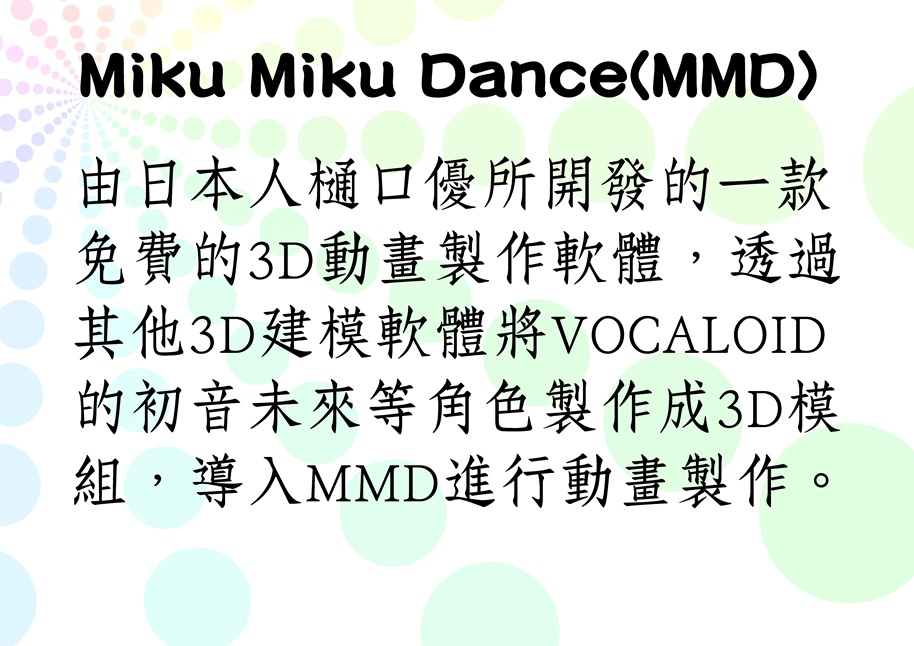 Miku Miku Dance(MMD)
由日本人樋口優所開發的一款
免費的3D動畫製作軟體，透過
其他3D建模軟體將VOCALOID
的初音未來等角色製作成3D模
組，導入MMD進行動畫製作。